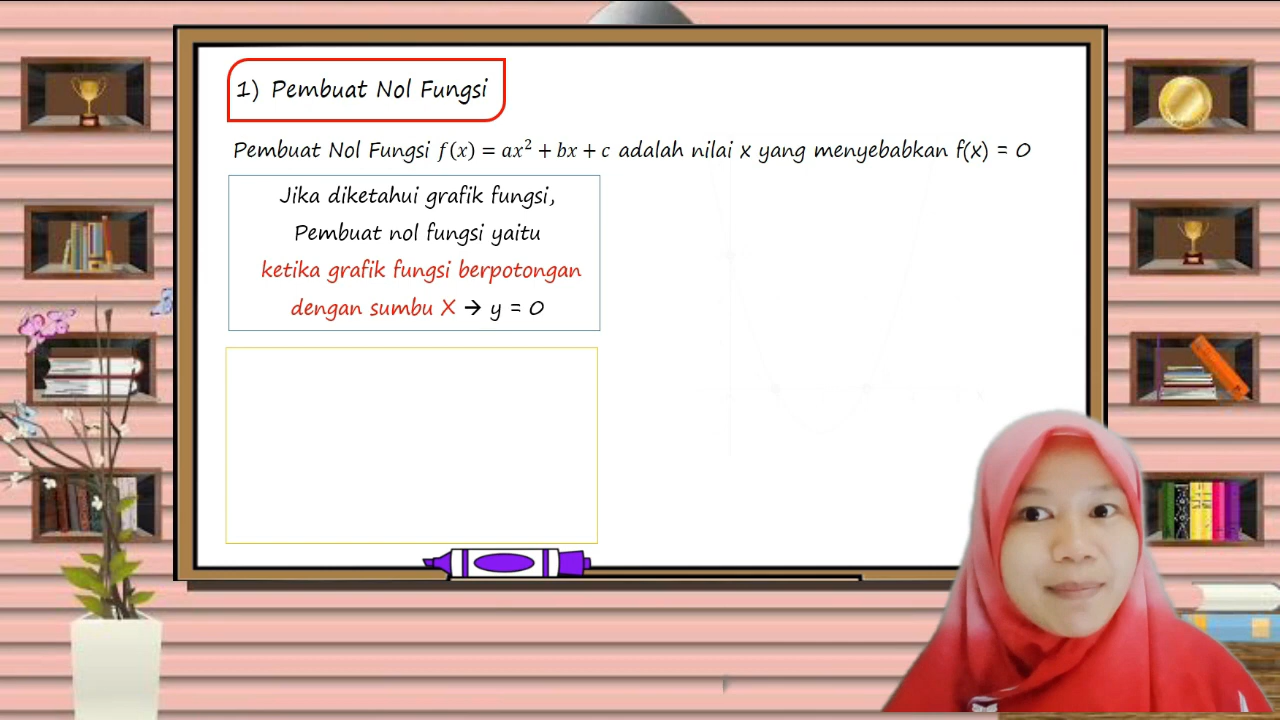 1) Pembuat Nol Fungsi
Pembuat Nol Fungsi f(x) = ax² + bx + c adalah nilai x yang menyebabkan f(x) = 0
Jika diketahui grafik fungsi,
Pembuat nol fungsi yaitu
ketika grafik fungsi berpotongan
dengan sumbu X → y = 0